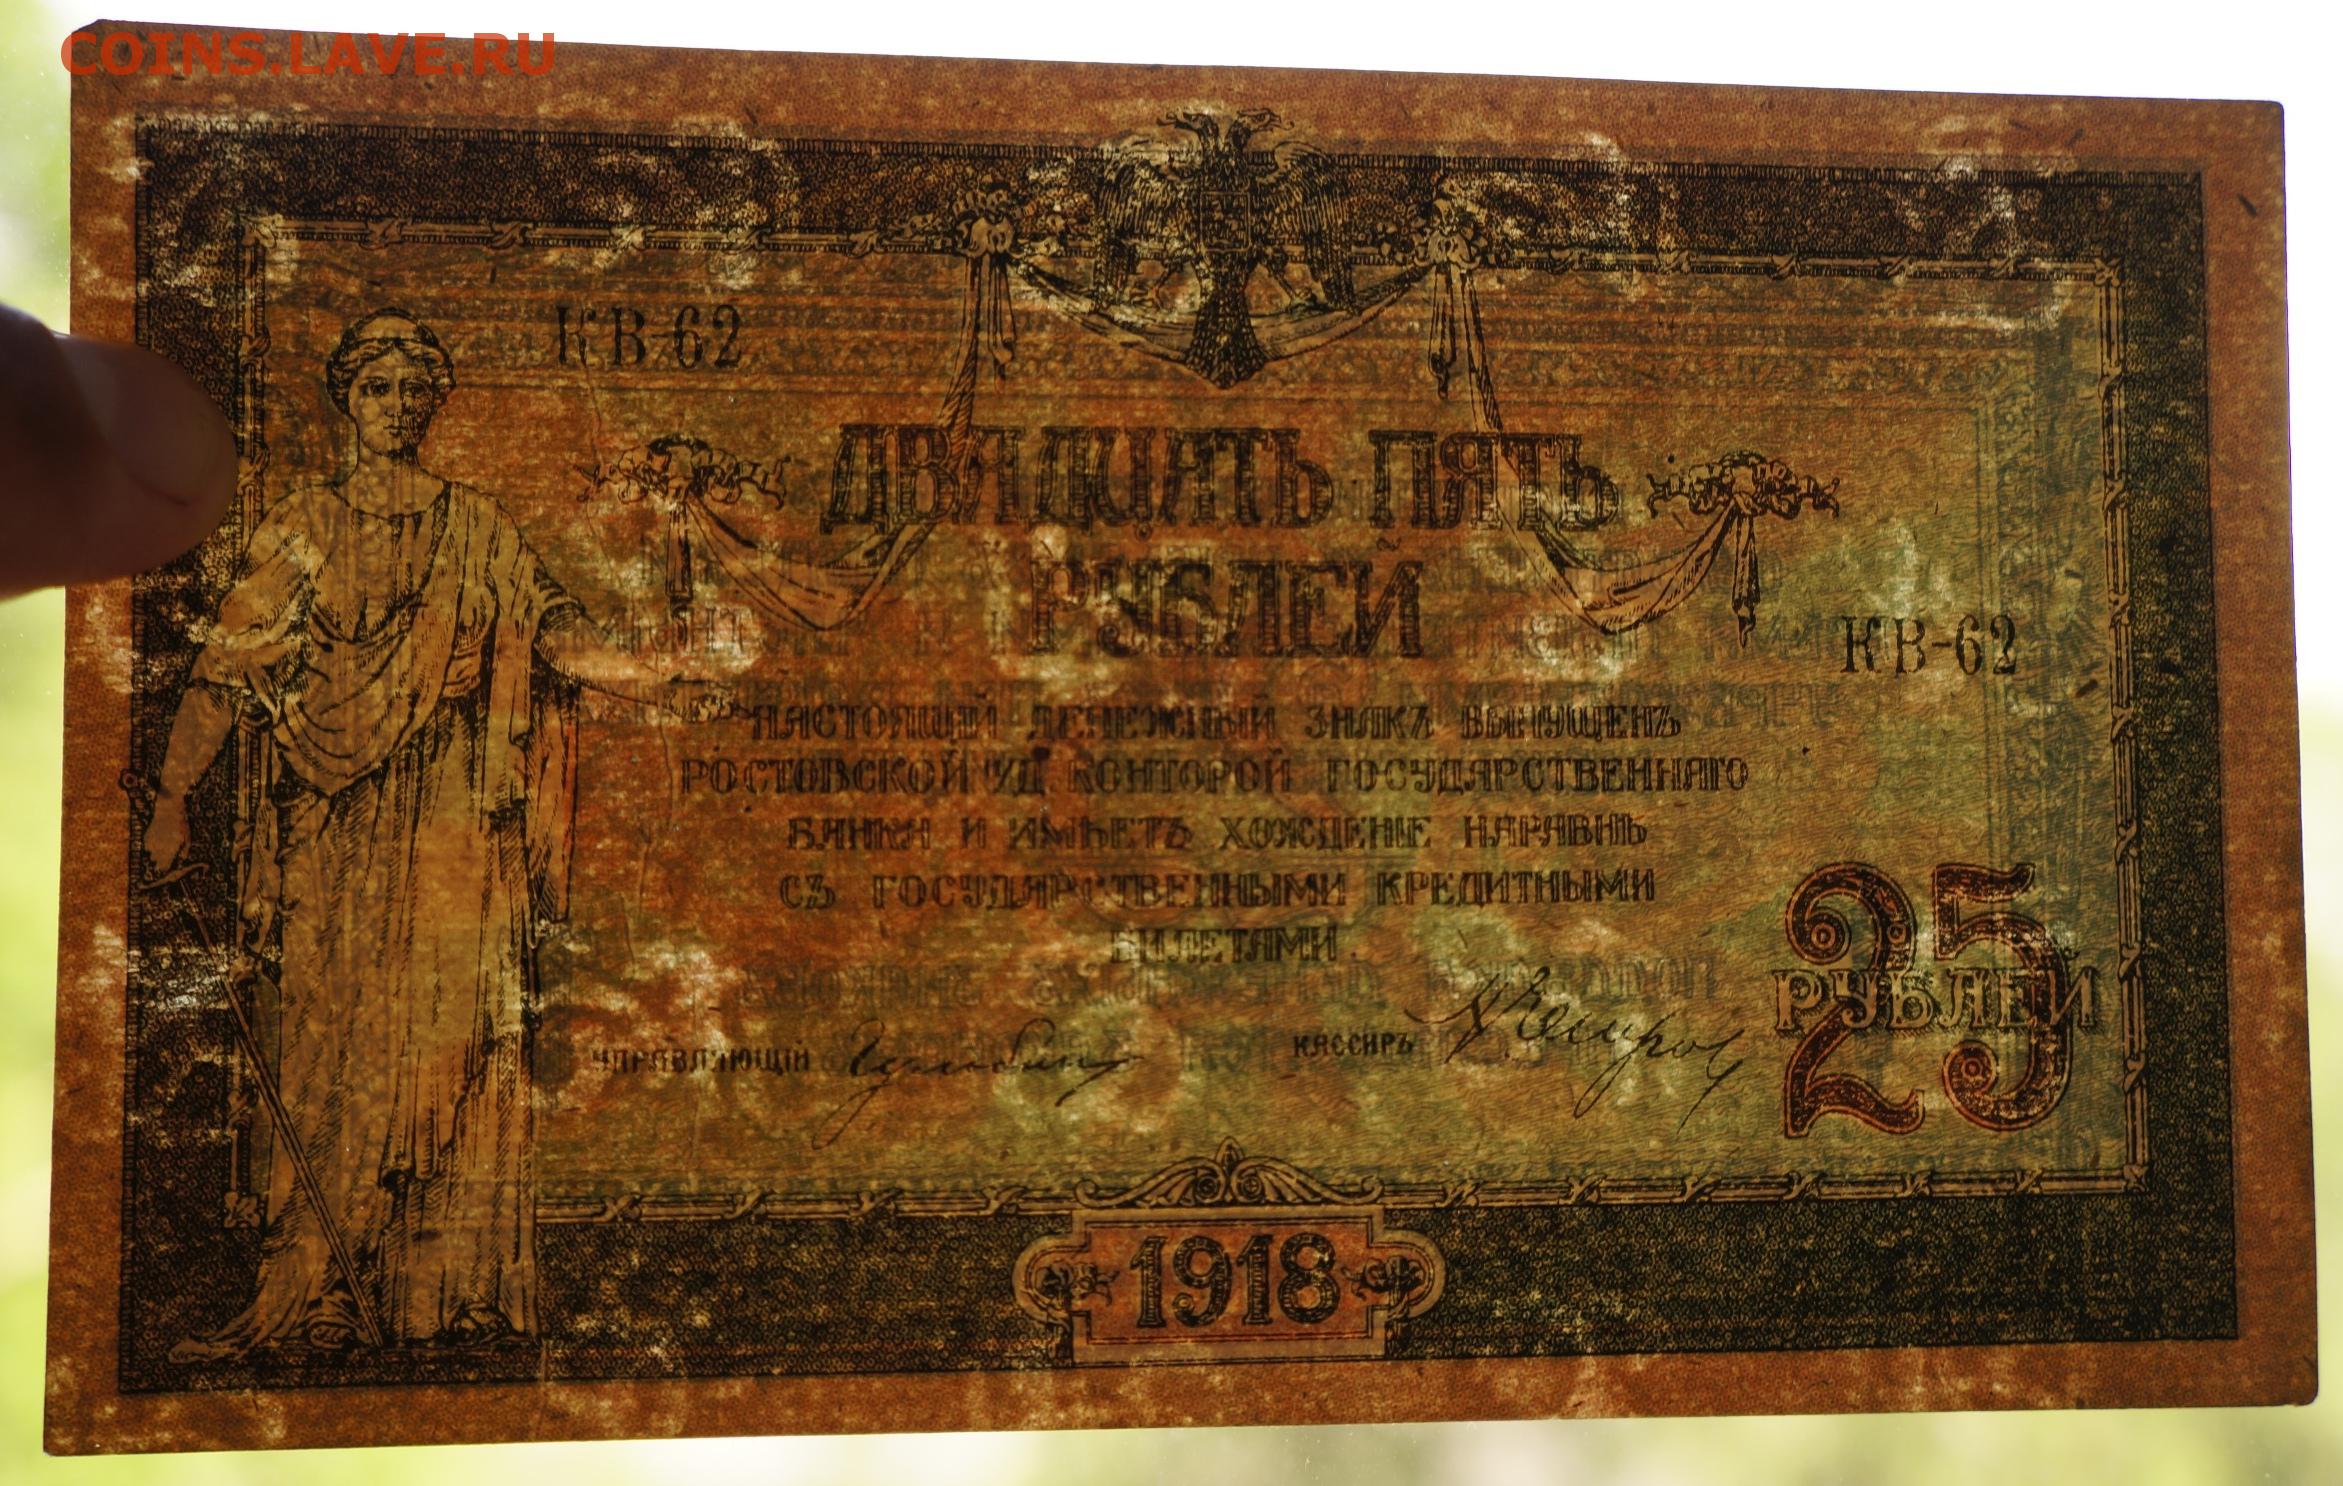 COINS.LAVE.RU
КВ-62
ДВАДЦАТЬ ПЯТЬ
РУБЛЕЙ
КВ-62
НАСТОЯЩІЙ ДЕНЕЖНЫЙ ЗНАКЪ ВЫПУЩЕНЪ
РОСТОВСКОЙ н/Д. КОНТОРОЙ ГОСУДАРСТВЕННАГО
БАНКА И ИМѢЕТЪ ХОЖДЕНІЕ НАРАВНѢ
СЪ ГОСУДАРСТВЕННЫМИ КРЕДИТНЫМИ
БИЛЕТАМИ.
25
РУБЛЕЙ
УПРАВЛЯЮЩІЙ
КАССИРЪ
1918